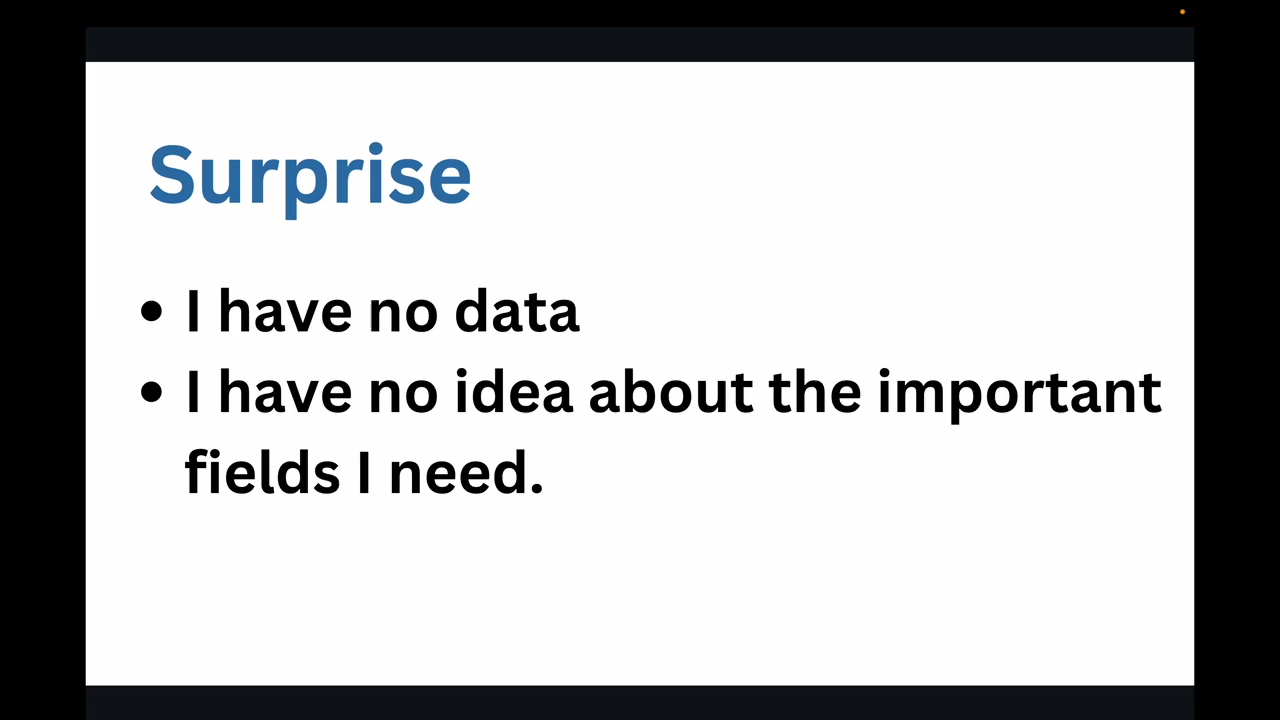 Surprise
• I have no data
• I have no idea about the important
fields I need.